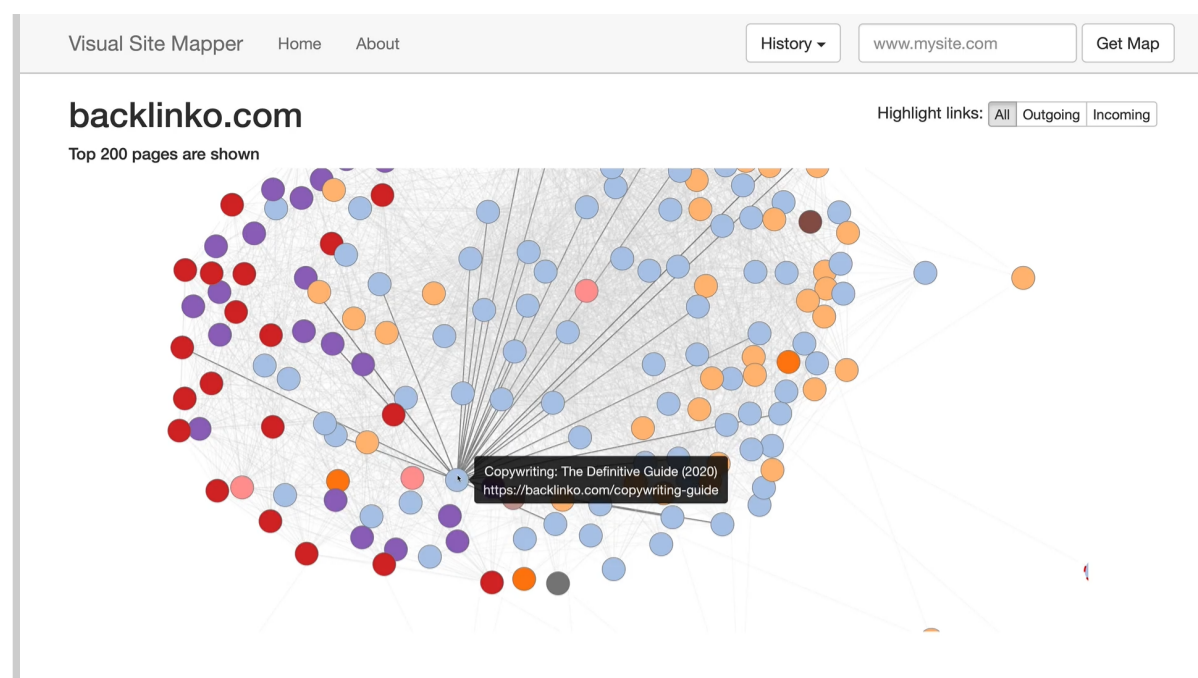 Visual Site Mapper Home About History www.mysite.com Get Map
backlinko.com
Highlight links: All Outgoing Incoming
Top 200 pages are shown
Copywriting: The Definitive Guide (2020)
https://backlinko.com/copywriting-guide